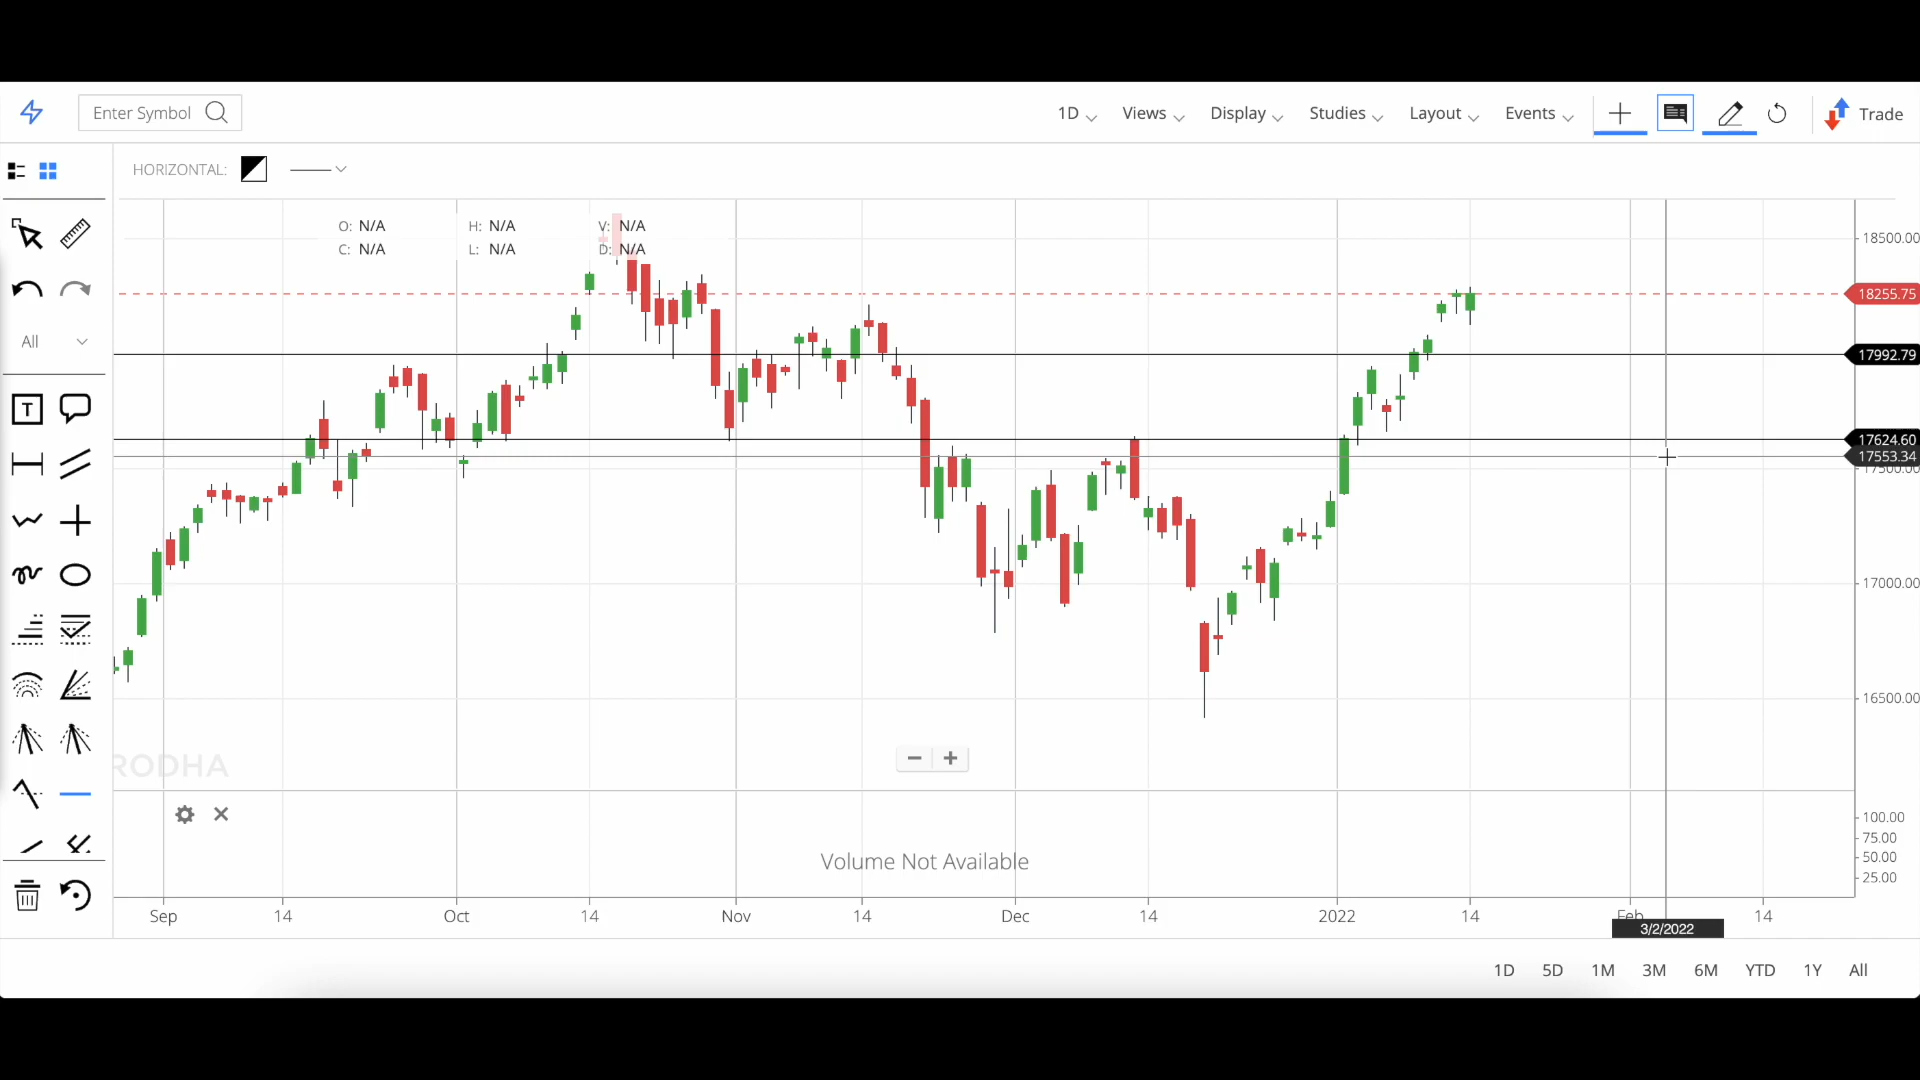 Enter Symbol 1D Views Display Studies Layout Events Trade
HORIZONTAL:
O: N/A H: N/A V: N/A
C: N/A L: N/A D: N/A
18500.00
18255.75
All
17992.79
T
17624.60
17553.34
17500.00
17000.00
16500.00
RODHA
100.00
75.00
Volume Not Available
50.00
25.00
Sep 14 Oct 14 Nov 14 Dec 14 2022 14 Feb 14
3/2/2022
1D 5D 1M 3M 6M YTD 1Y All